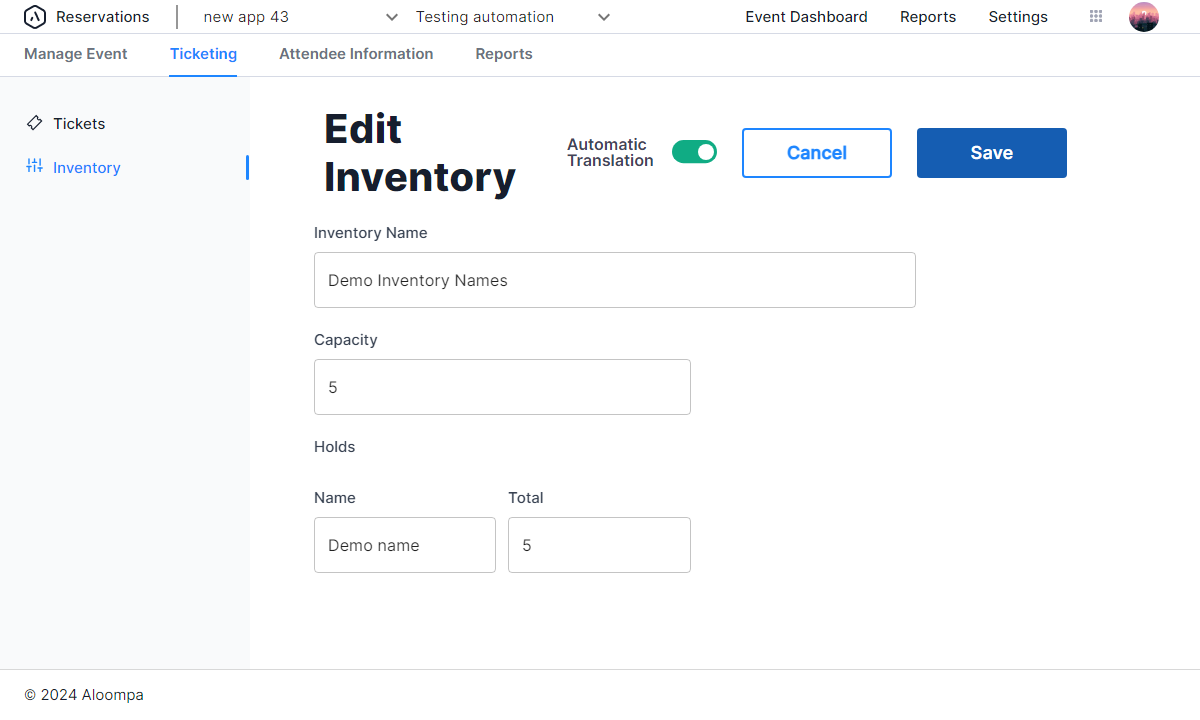 Reservations
new app 43
Testing automation
Event Dashboard
Reports
Settings
Manage Event
Ticketing
Attendee Information
Reports
Tickets
Inventory
Edit
Inventory
Automatic
Translation
Cancel
Save
Inventory Name
Demo Inventory Names
Capacity
5
Holds
Name
Total
Demo name
5
© 2024 Aloompa